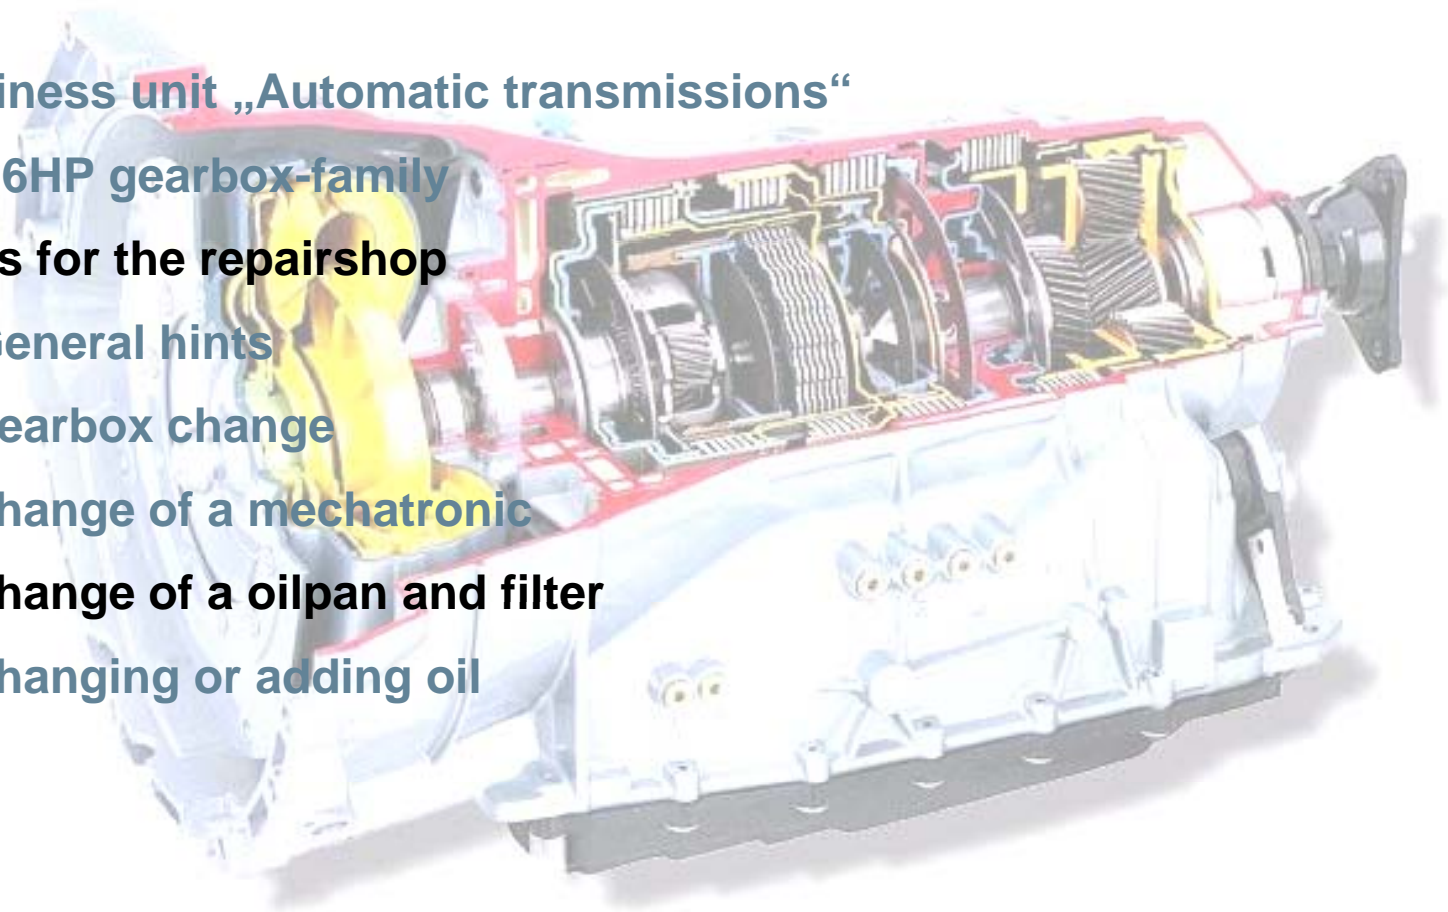 iness unit „Automatic transmissions“
6HP gearbox-family
s for the repairshop
eneral hints
earbox change
hange of a mechatronic
hange of a oilpan and filter
hanging or adding oil